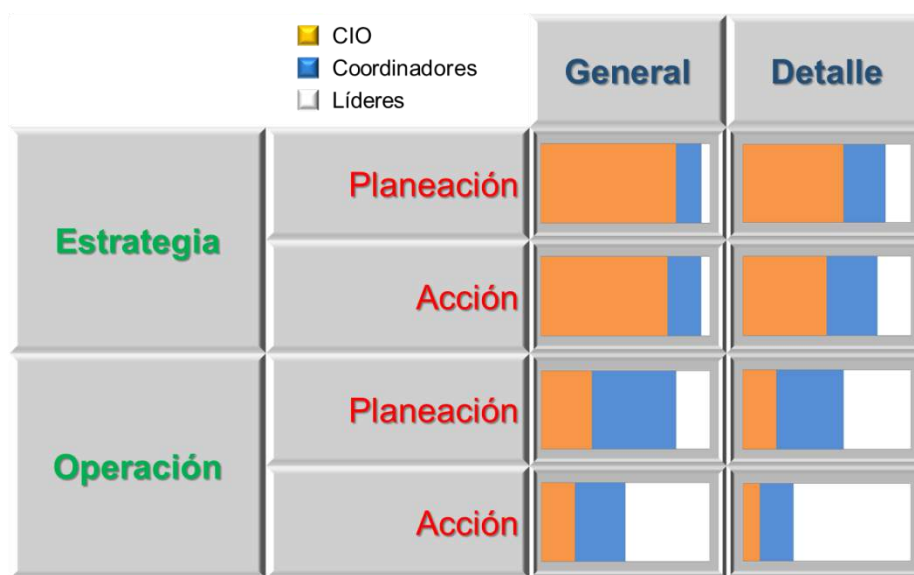 CIO
Coordinadores
Líderes
General
Detalle
Estrategia
Planeación
Acción
Operación
Planeación
Acción